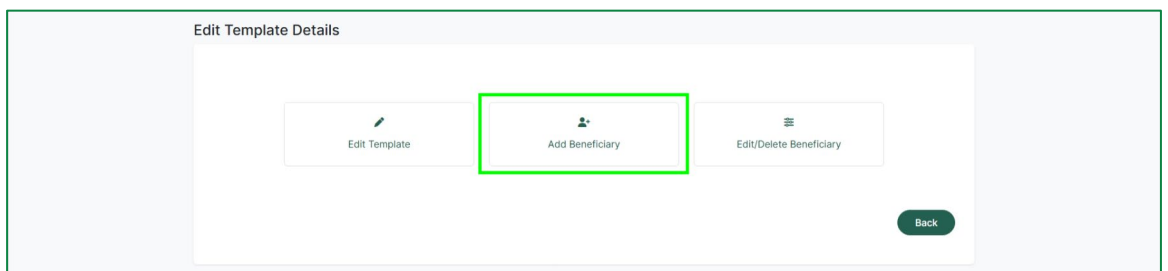 Edit Template Details
Edit Template
Add Beneficiary
Edit/Delete Beneficiary
Back